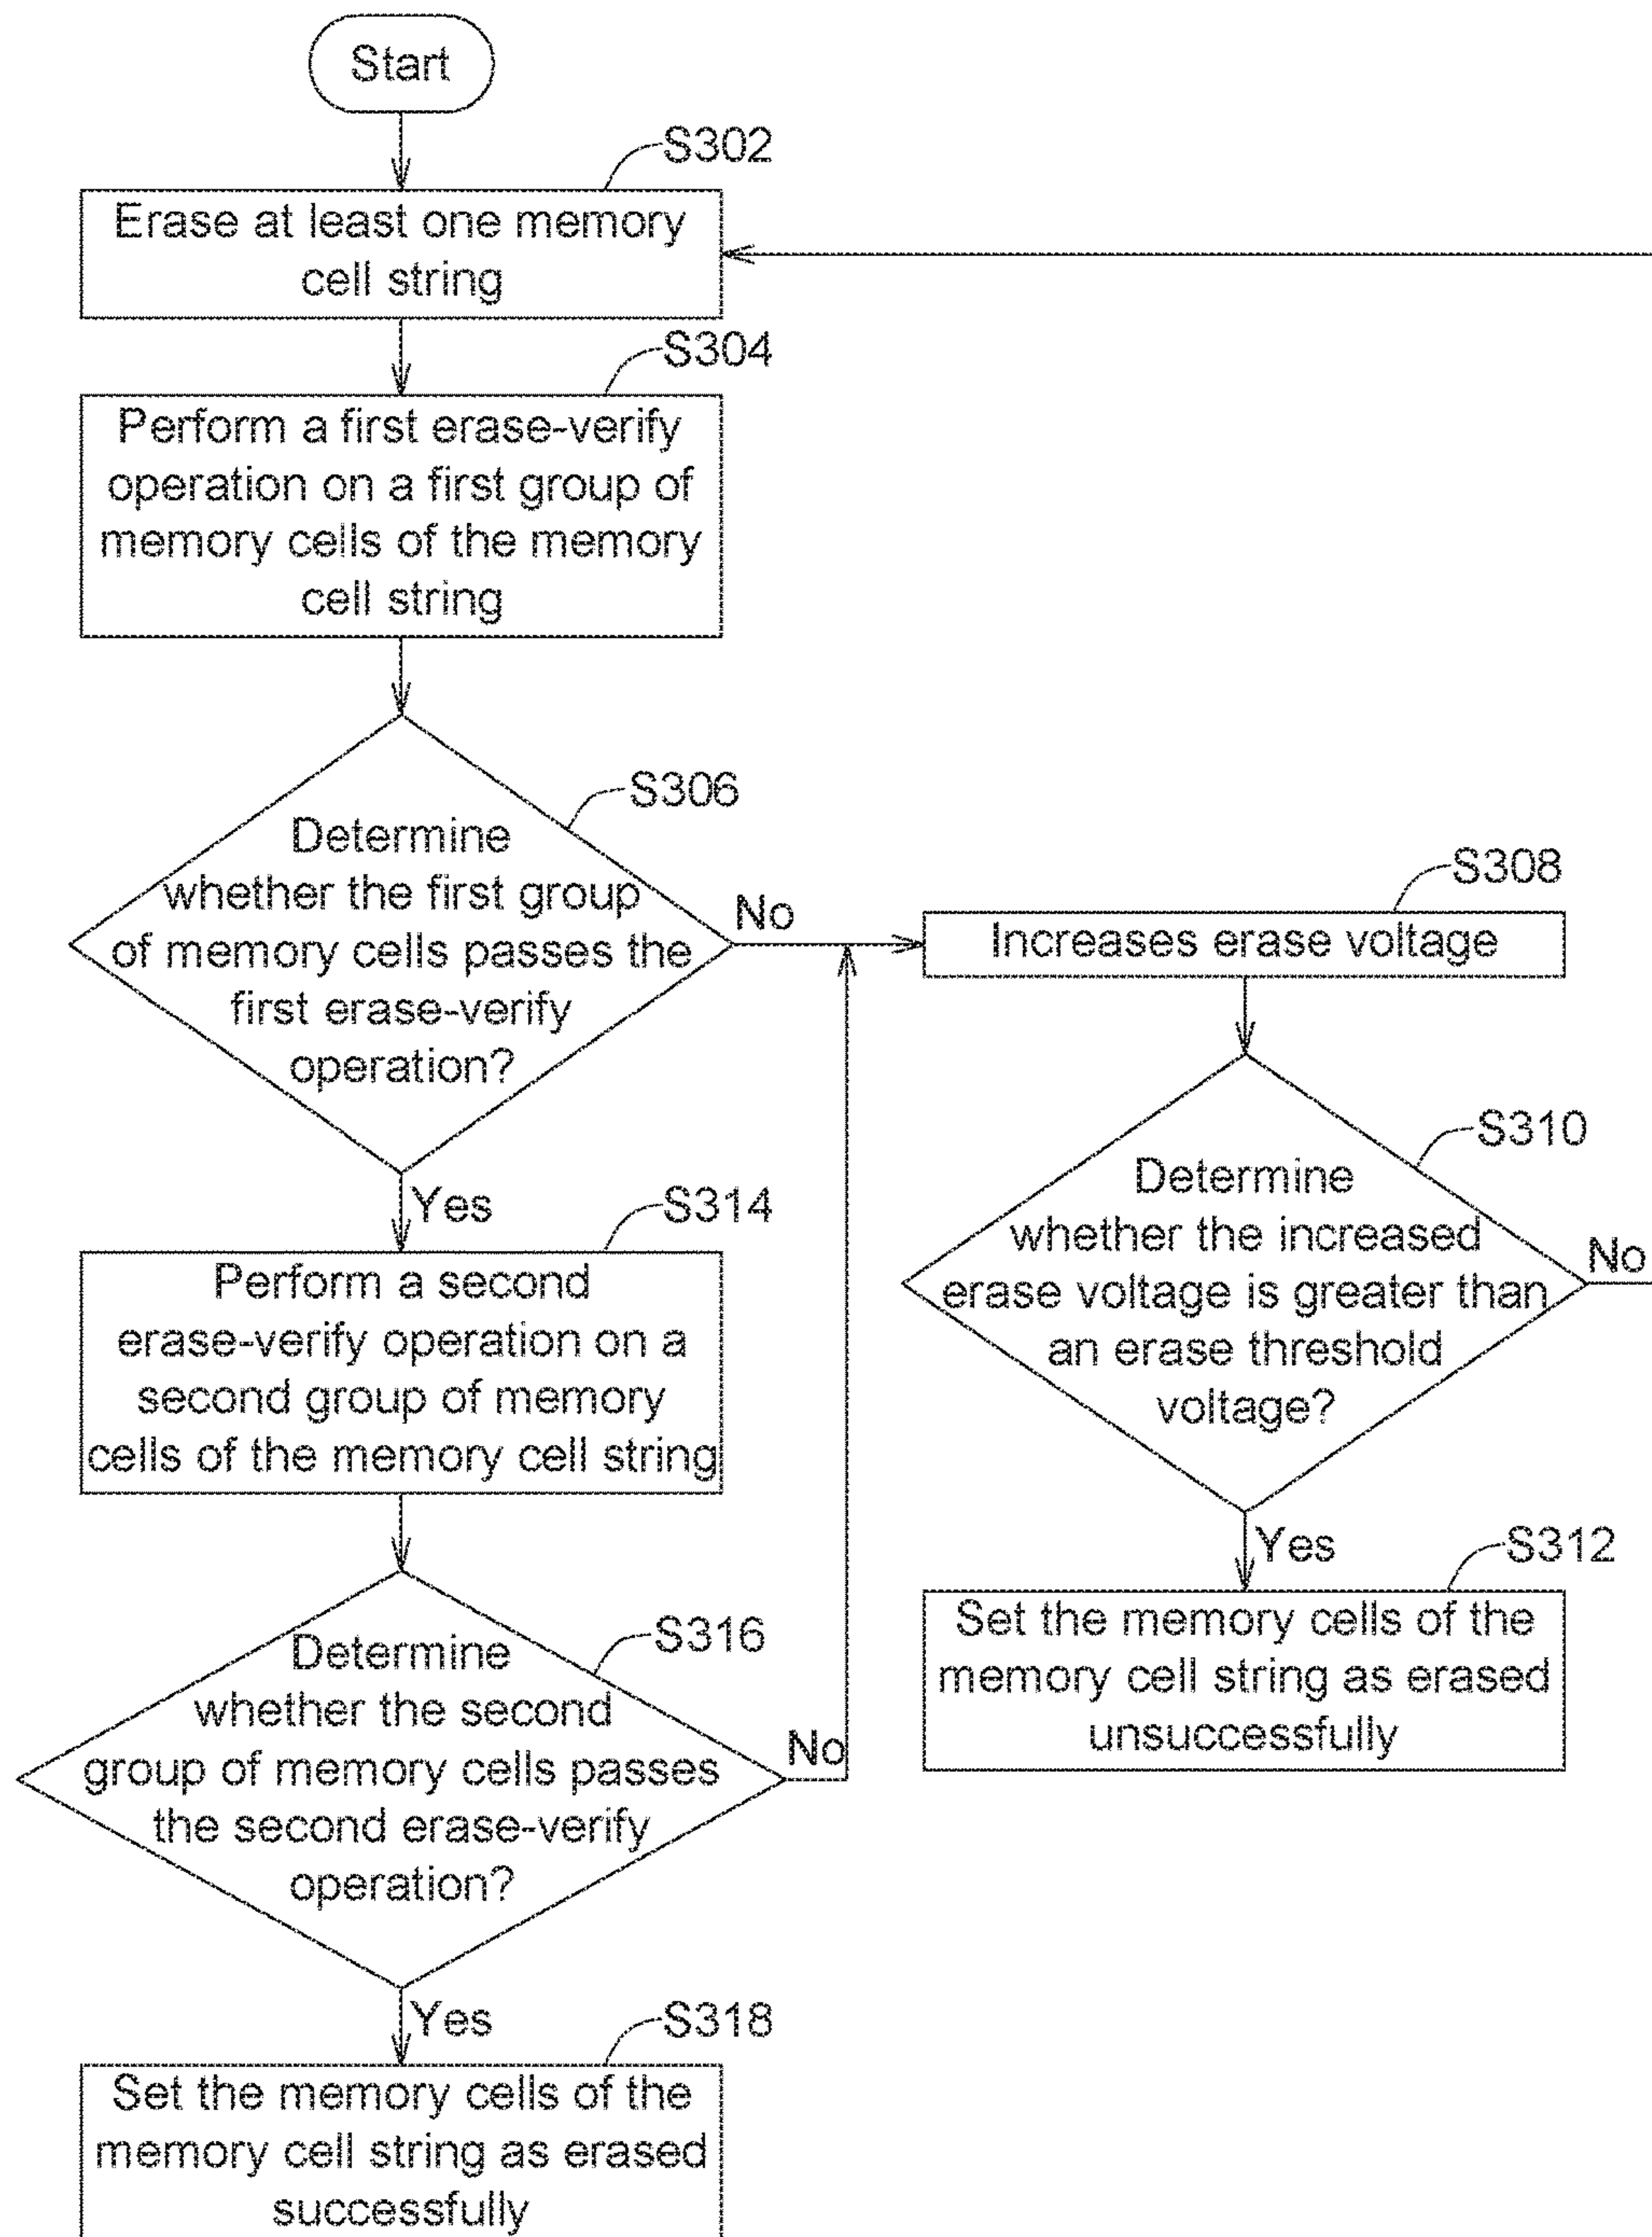 Start
S302
Erase at least one memory
cell string
S304
Perform a first erase-verify
operation on a first group of
memory cells of the memory
cell string
S306
Determine
whether the first group
of memory cells passes the
first erase-verify
operation?
No
Yes
S308
Increases erase voltage
S310
Determine
whether the increased
erase voltage is greater than
an erase threshold
voltage?
No
Yes
S312
Set the memory cells of the
memory cell string as erased
unsuccessfully
S314
Perform a second
erase-verify operation on a
second group of memory
cells of the memory cell string
S316
Determine
whether the second
group of memory cells passes
the second erase-verify
operation?
No
Yes
S318
Set the memory cells of the
memory cell string as erased
successfully